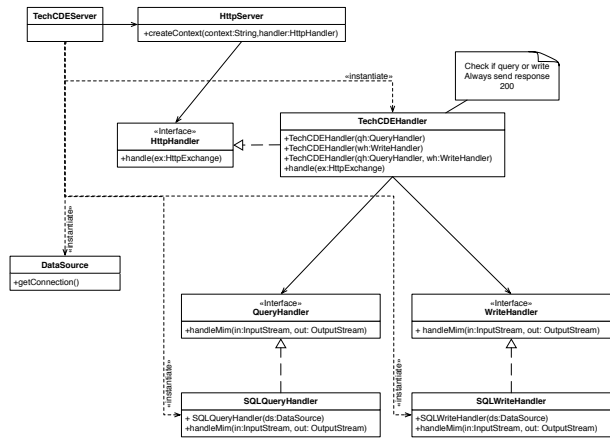 TechCDEServer
HttpServer
+createContext(context:String,handler:HttpHandler)
Check if query or write
Always send response
200
«instantiate»
TechCDEHandler
+TechCDEHandler(qh:QueryHandler)
+TechCDEHandler(wh:WriteHandler)
+TechCDEHandler(qh:QueryHandler, wh:WriteHandler)
+handle(ex:HttpExchange)
«Interface»
HttpHandler
+handle(ex:HttpExchange)
«instantiate»
DataSource
+getConnection()
«Interface»
QueryHandler
+handleMim(in:InputStream, out: OutputStream)
«Interface»
WriteHandler
+ handleMim(in:InputStream, out: OutputStream)
«instantiate»
«instantiate»
SQLQueryHandler
+ SQLQueryHandler(ds:DataSource)
+handleMim(in:InputStream, out: OutputStream)
SQLWriteHandler
+SQLWriteHandler(ds:DataSource)
+handleMim(in:InputStream, out: OutputStream)